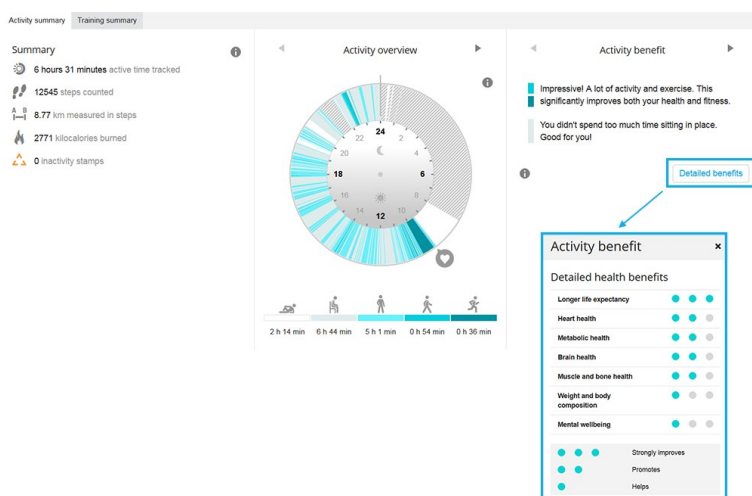 Activity summary
Training summary
Summary
6 hours 31 minutes active time tracked
12545 steps counted
A B
8.77 km measured in steps
2771 kilocalories burned
0 inactivity stamps
Activity overview
24
22
2
20
4
18
6
16
8
14
10
12
2 h 14 min
6 h 44 min
5 h 1 min
0 h 54 min
0 h 36 min
Activity benefit
Impressive! A lot of activity and exercise. This
significantly improves both your health and fitness.
You didn't spend too much time sitting in place.
Good for you!
Detailed benefits
Activity benefit ×
Detailed health benefits
Longer life expectancy
Heart health
Metabolic health
Brain health
Muscle and bone health
Weight and body
composition
Mental wellbeing
Strongly improves
Promotes
Helps